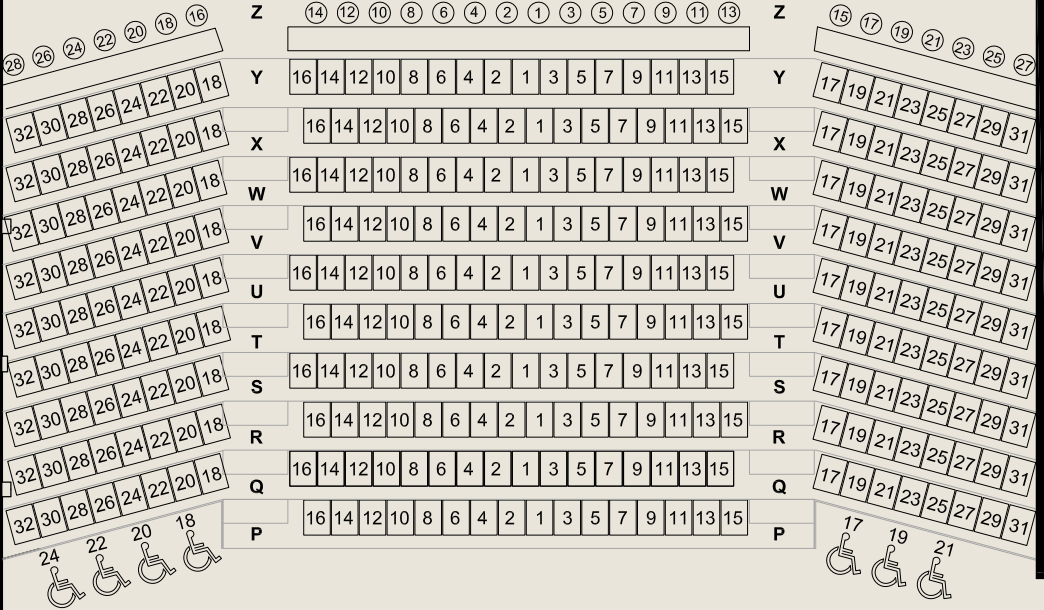 28 26 24 22 20 18 16 Z 14 12 10 8 6 4 2 1 3 5 7 9 11 13 Z 15 17 19 21 23 25 27
32 30 28 26 24 22 20 18 Y 16 14 12 10 8 6 4 2 1 3 5 7 9 11 13 15 Y 17 19 21 23 25 27 29 31
32 30 28 26 24 22 20 18 X 16 14 12 10 8 6 4 2 1 3 5 7 9 11 13 15 X 17 19 21 23 25 27 29 31
32 30 28 26 24 22 20 18 W 16 14 12 10 8 6 4 2 1 3 5 7 9 11 13 15 W 17 19 21 23 25 27 29 31
32 30 28 26 24 22 20 18 V 16 14 12 10 8 6 4 2 1 3 5 7 9 11 13 15 V 17 19 21 23 25 27 29 31
32 30 28 26 24 22 20 18 U 16 14 12 10 8 6 4 2 1 3 5 7 9 11 13 15 U 17 19 21 23 25 27 29 31
32 30 28 26 24 22 20 18 T 16 14 12 10 8 6 4 2 1 3 5 7 9 11 13 15 T 17 19 21 23 25 27 29 31
32 30 28 26 24 22 20 18 S 16 14 12 10 8 6 4 2 1 3 5 7 9 11 13 15 S 17 19 21 23 25 27 29 31
32 30 28 26 24 22 20 18 R 16 14 12 10 8 6 4 2 1 3 5 7 9 11 13 15 R 17 19 21 23 25 27 29 31
32 30 28 26 24 22 20 18 Q 16 14 12 10 8 6 4 2 1 3 5 7 9 11 13 15 Q 17 19 21 23 25 27 29 31
24 22 20 18 P 16 14 12 10 8 6 4 2 1 3 5 7 9 11 13 15 P 17 19 21